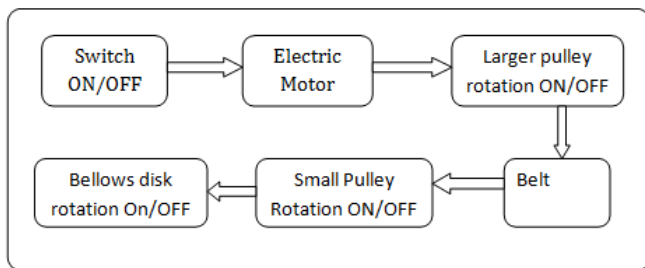 Switch
ON/OFF
Electric
Motor
Larger pulley
rotation ON/OFF
Belt
Small Pulley
Rotation ON/OFF
Bellows disk
rotation On/OFF